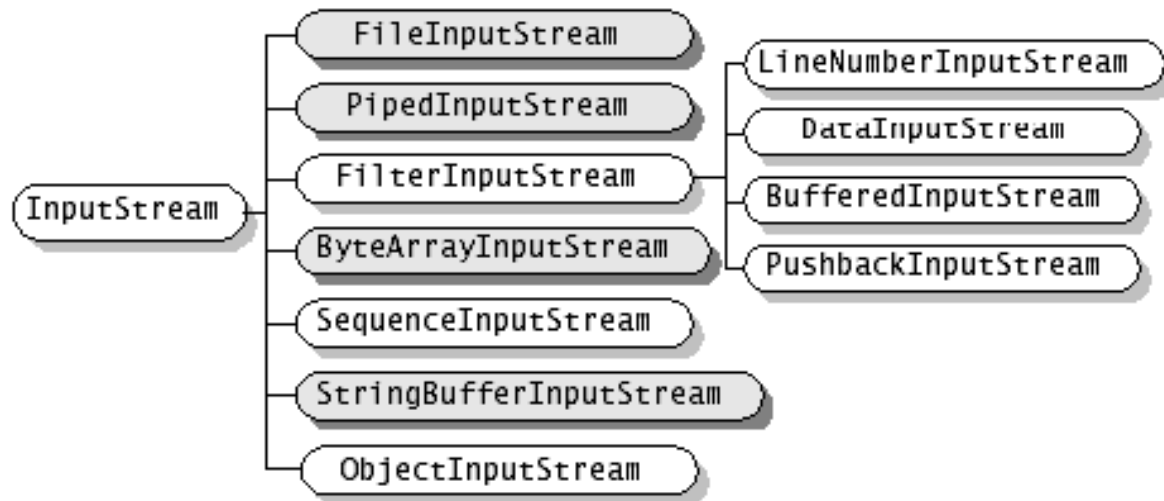 InputStream
FileInputStream
PipedInputStream
FilterInputStream
ByteArrayInputStream
SequenceInputStream
StringBufferInputStream
ObjectInputStream
LineNumberInputStream
DataInputStream
BufferedInputStream
PushbackInputStream